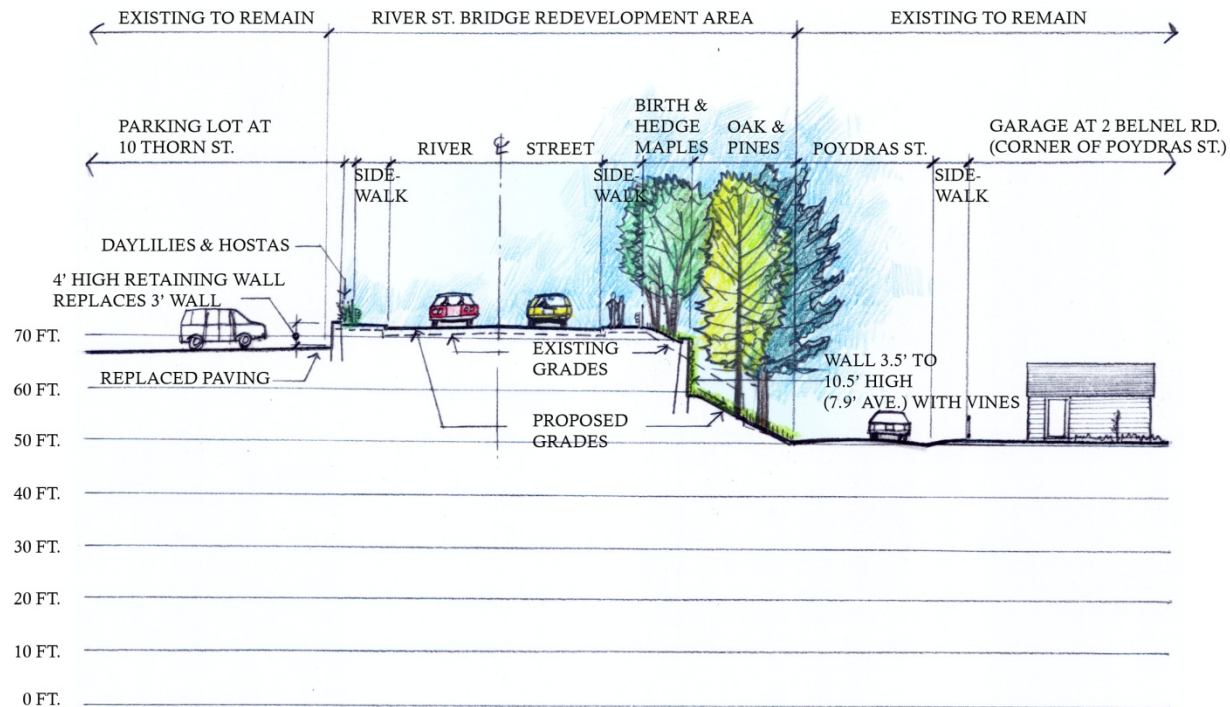 EXISTING TO REMAIN
RIVER ST. BRIDGE REDEVELOPMENT AREA
EXISTING TO REMAIN
PARKING LOT AT
10 THORN ST.
SIDE-
WALK
RIVER
℄
STREET
SIDE-
WALK
BIRTH &
HEDGE
MAPLES
OAK &
PINES
POYDRAS ST.
SIDE-
WALK
GARAGE AT 2 BELNEL RD.
(CORNER OF POYDRAS ST.)
DAYLILIES & HOSTAS
4' HIGH RETAINING WALL
REPLACES 3' WALL
REPLACED PAVING
EXISTING
GRADES
PROPOSED
GRADES
WALL 3.5' TO
10.5' HIGH
(7.9' AVE.) WITH VINES
70 FT.
60 FT.
50 FT.
40 FT.
30 FT.
20 FT.
10 FT.
0 FT.